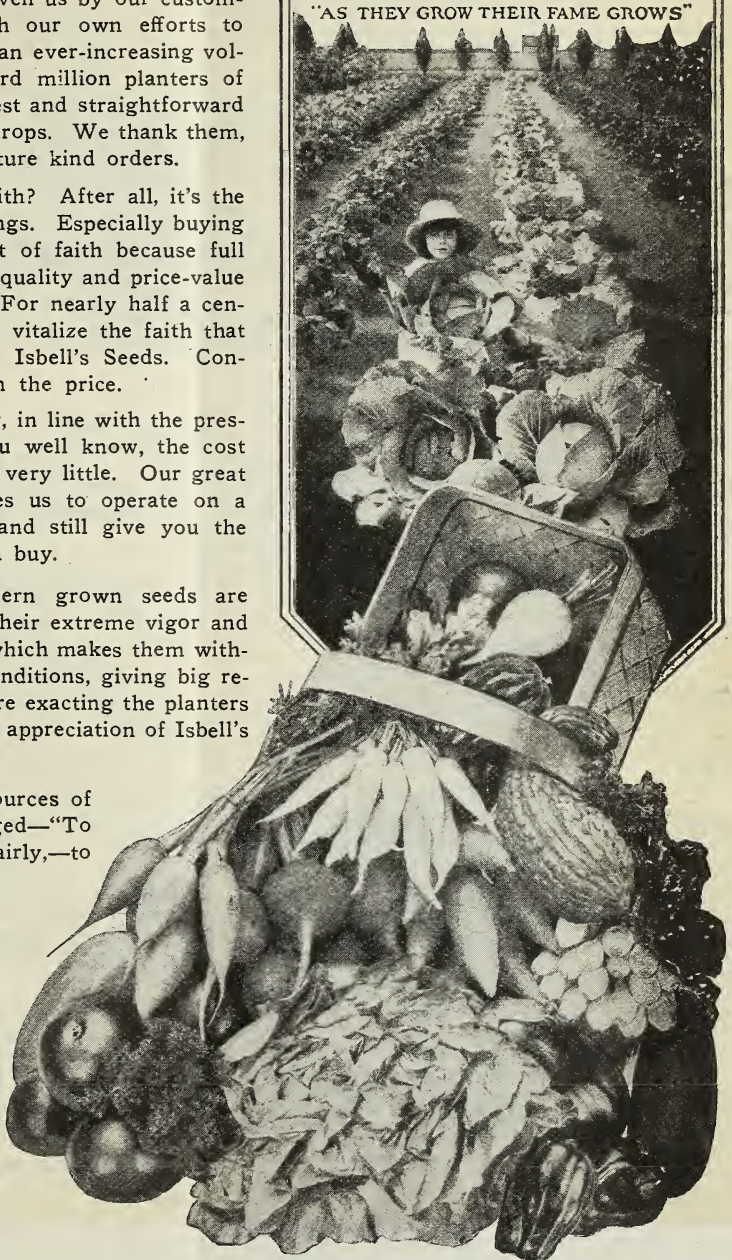 ven us by our custom-
h our own efforts to
an ever-increasing vol-
rd million planters of
est and straightforward
rops. We thank them,
ture kind orders.
ith? After all, it's the
ngs. Especially buying
t of faith because full
quality and price-value
For nearly half a cen-
vitalize the faith that
Isbell's Seeds. Con-
n the price.
, in line with the pres-
u well know, the cost
very little. Our great
es us to operate on a
and still give you the
buy.
ern grown seeds are
heir extreme vigor and
which makes them with-
nditions, giving big re-
re exacting the planters
appreciation of Isbell's
ources of
ged—“To
airly,—to
"AS THEY GROW THEIR FAME GROWS"